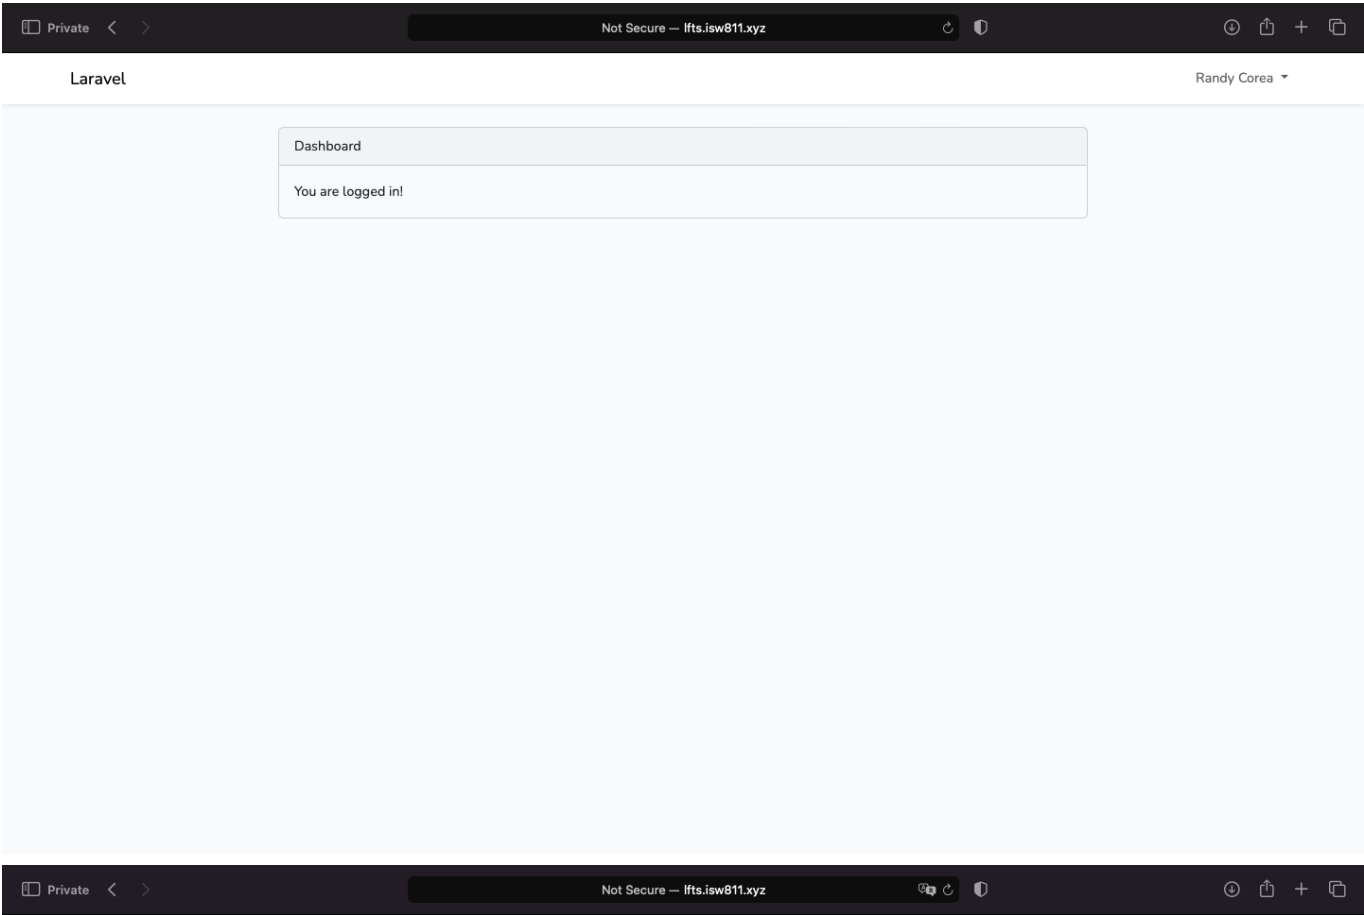 Private
Not Secure — lfts.isw811.xyz
Laravel
Randy Corea
Dashboard
You are logged in!
Private
Not Secure — lfts.isw811.xyz